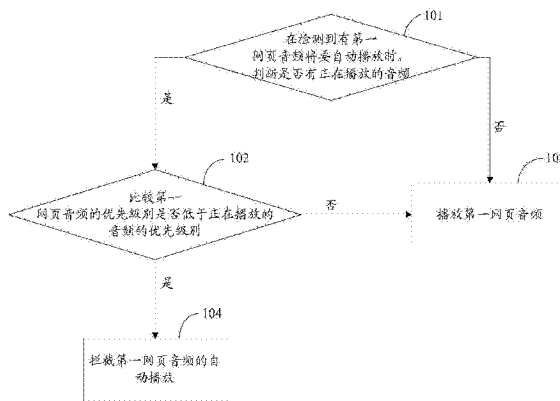 101
在检测到有第一
网页音频将要自动播放时。
判断是否有正在播放的音频
是
否
102
比较第一
网页音频的优先级别是否低于正在播放的
音频的优先级别
否
播放第一网页音频
是
104
拦截第一网页音频的自
动播放